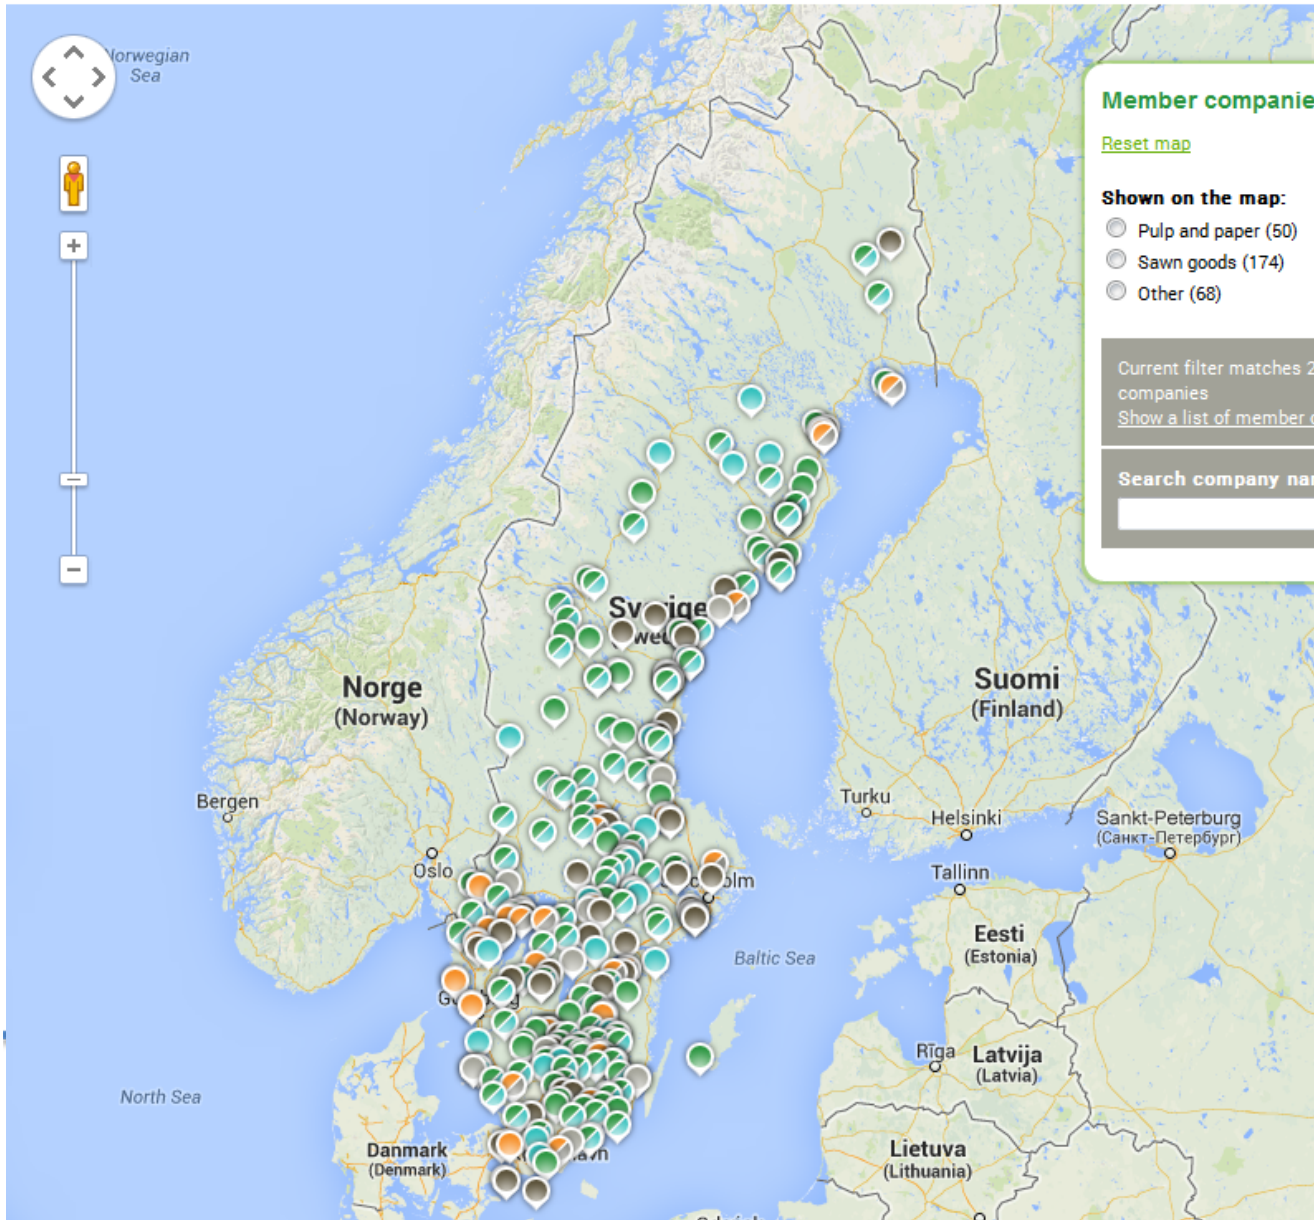 Norwegian
Sea
Member companie
Reset map
Shown on the map:
Pulp and paper (50)
Sawn goods (174)
Other (68)
Current filter matches 2
companies
Show a list of member
Search company nar
Sverige
Norge
(Norway)
Suomi
(Finland)
Bergen
Oslo
Turku
Helsinki
Sankt-Peterburg
(Санкт-Петербург)
Tallinn
Eesti
(Estonia)
Baltic Sea
Rīga
Latvija
(Latvia)
North Sea
Danmark
(Denmark)
Lietuva
(Lithuania)